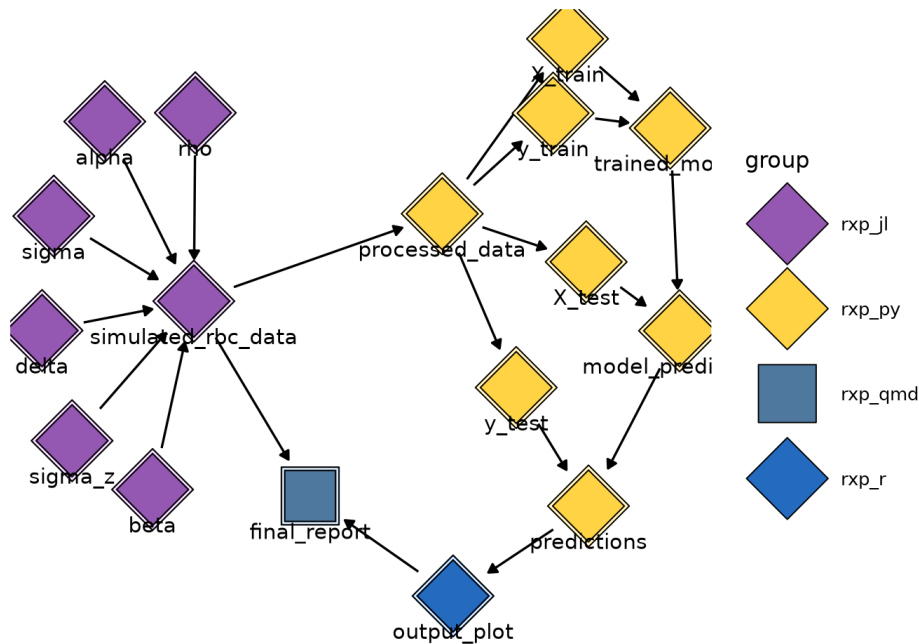 X_train
y_train
alpha
rho
trained_mo
group
sigma
processed_data
rxp_jl
X_test
rxp_py
simulated_rbc_data
delta
model_predi
rxp_qmd
y_test
sigma_z
rxp_r
beta
final_report
predictions
output_plot